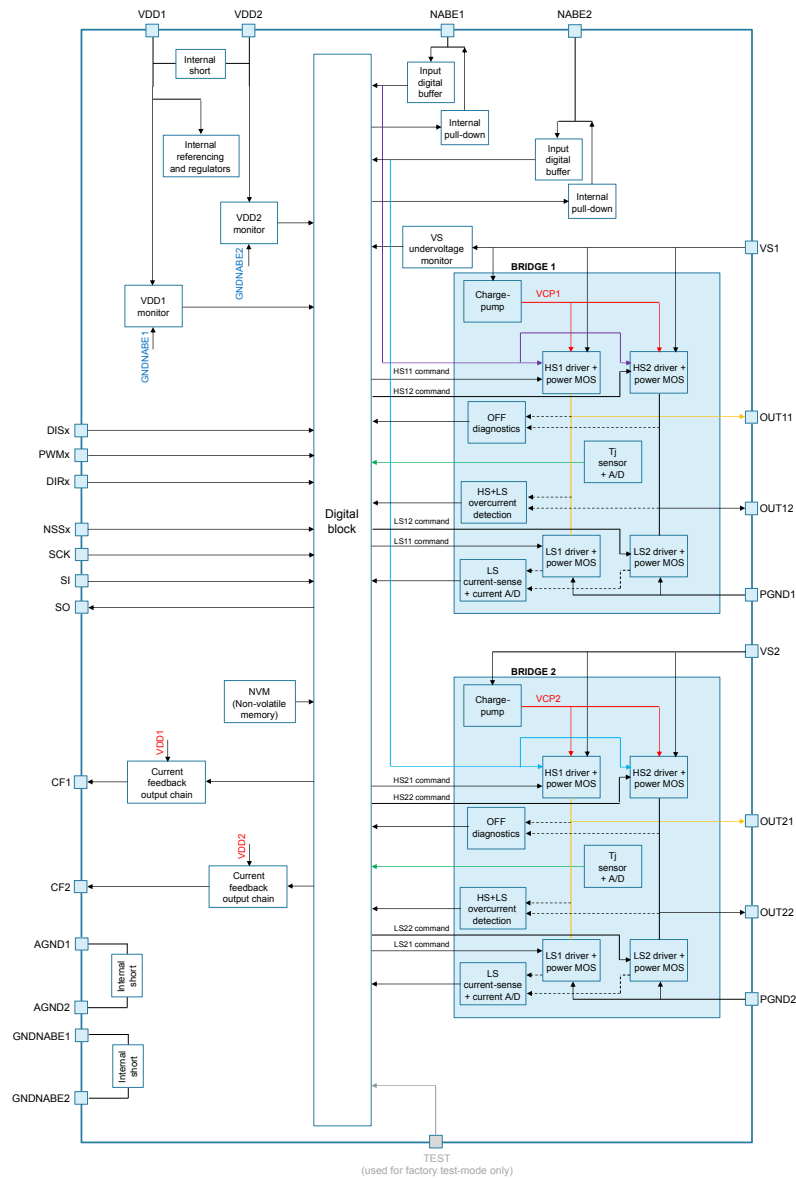 VDD1
VDD2
NABE1
NABE2
Internal
short
Input
digital
buffer
Internal
pull-down
Internal
referencing
and regulators
Input
digital
buffer
Internal
pull-down
VDD2
monitor
GNDNABE2
VS
undervoltage
monitor
VS1
BRIDGE 1
VDD1
monitor
GNDNABE1
Charge-
pump
VCP1
HS1 driver +
power MOS
HS2 driver +
power MOS
HS11 command
HS12 command
DISx
PWMx
DIRx
OFF
diagnostics
OUT11
Tj
sensor
+ A/D
HS+LS
overcurrent
detection
OUT12
Digital
block
NSSx
SCK
SI
SO
LS12 command
LS11 command
LS1 driver +
power MOS
LS2 driver +
power MOS
LS
current-sense
+ current A/D
PGND1
VS2
BRIDGE 2
NVM
(Non-volatile
memory)
Charge-
pump
VCP2
VDD1
CF1
Current
feedback
output chain
HS1 driver +
power MOS
HS2 driver +
power MOS
HS21 command
HS22 command
OFF
diagnostics
OUT21
VDD2
CF2
Current
feedback
output chain
Tj
sensor
+ A/D
HS+LS
overcurrent
detection
OUT22
AGND1
Internal
short
AGND2
LS22 command
LS21 command
LS1 driver +
power MOS
LS2 driver +
power MOS
LS
current-sense
+ current A/D
PGND2
GNDNABE1
Internal
short
GNDNABE2
TEST
(used for factory test-mode only)